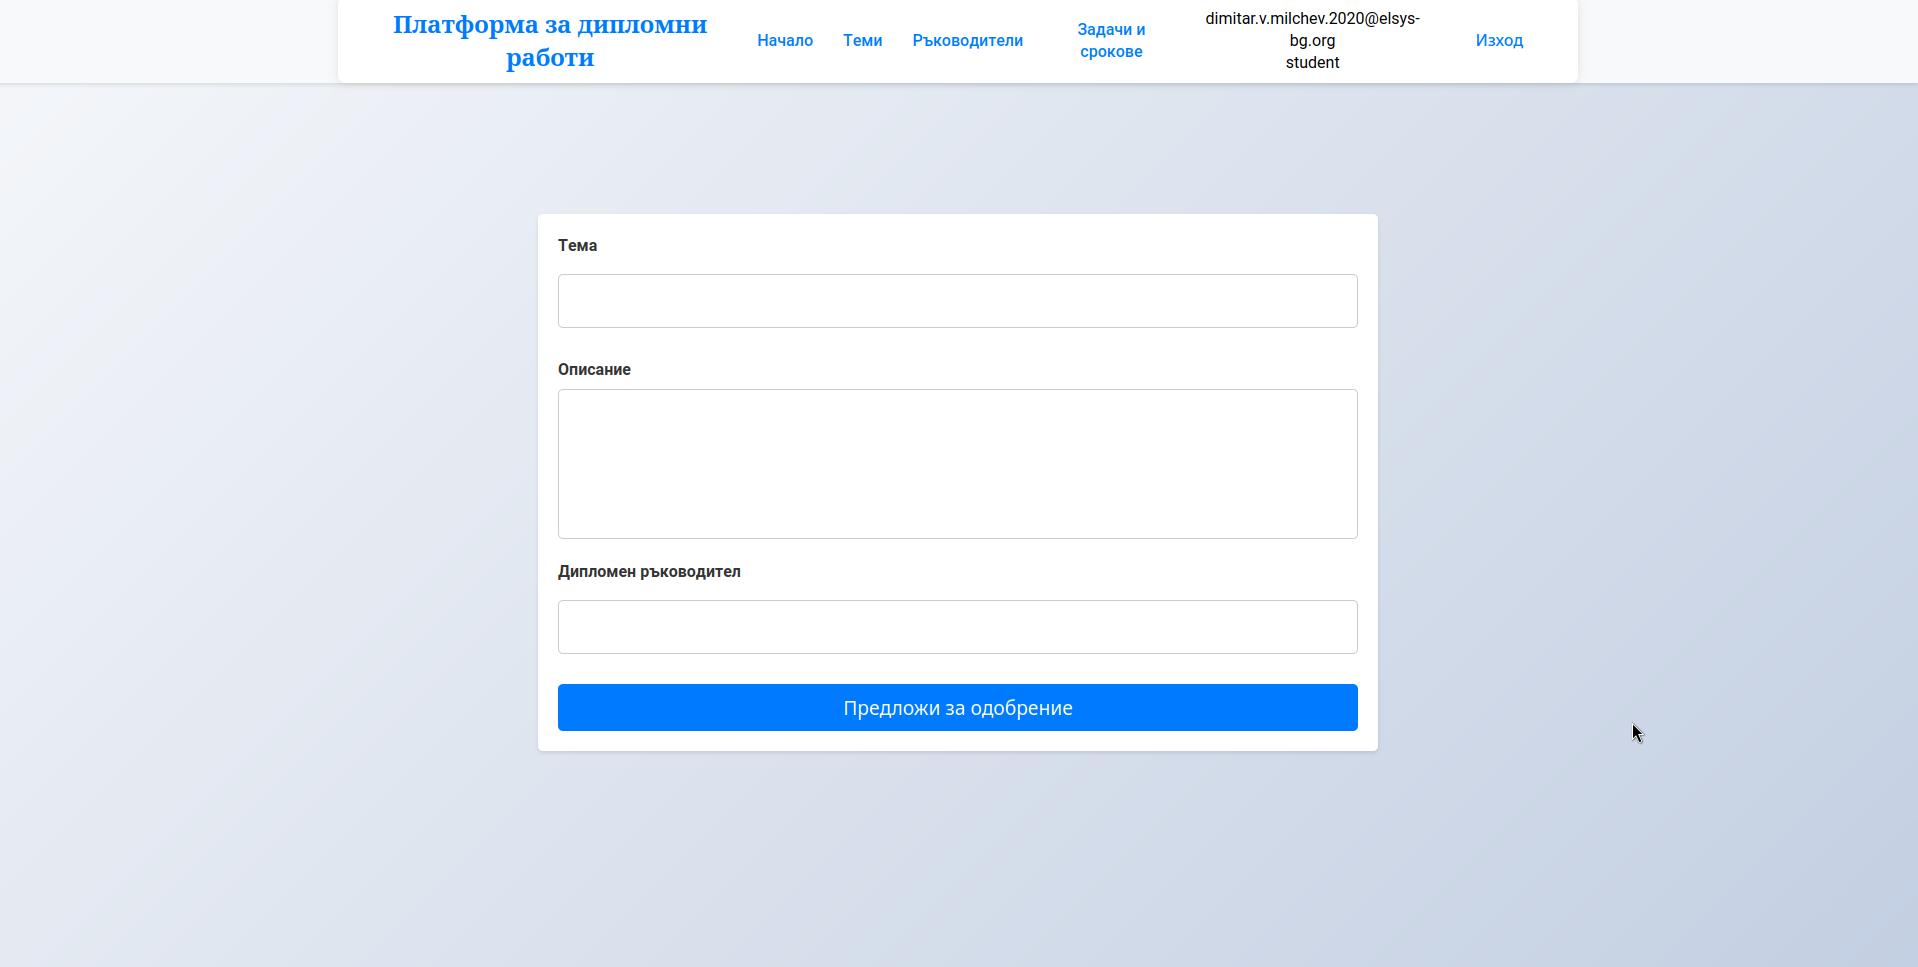 Платформа за дипломни
работи
Начало
Теми
Ръководители
Задачи и
срокове
dimitar.v.milchev.2020@elsys-
bg.org
student
Изход
Тема
Описание
Дипломен ръководител
Предложи за одобрение